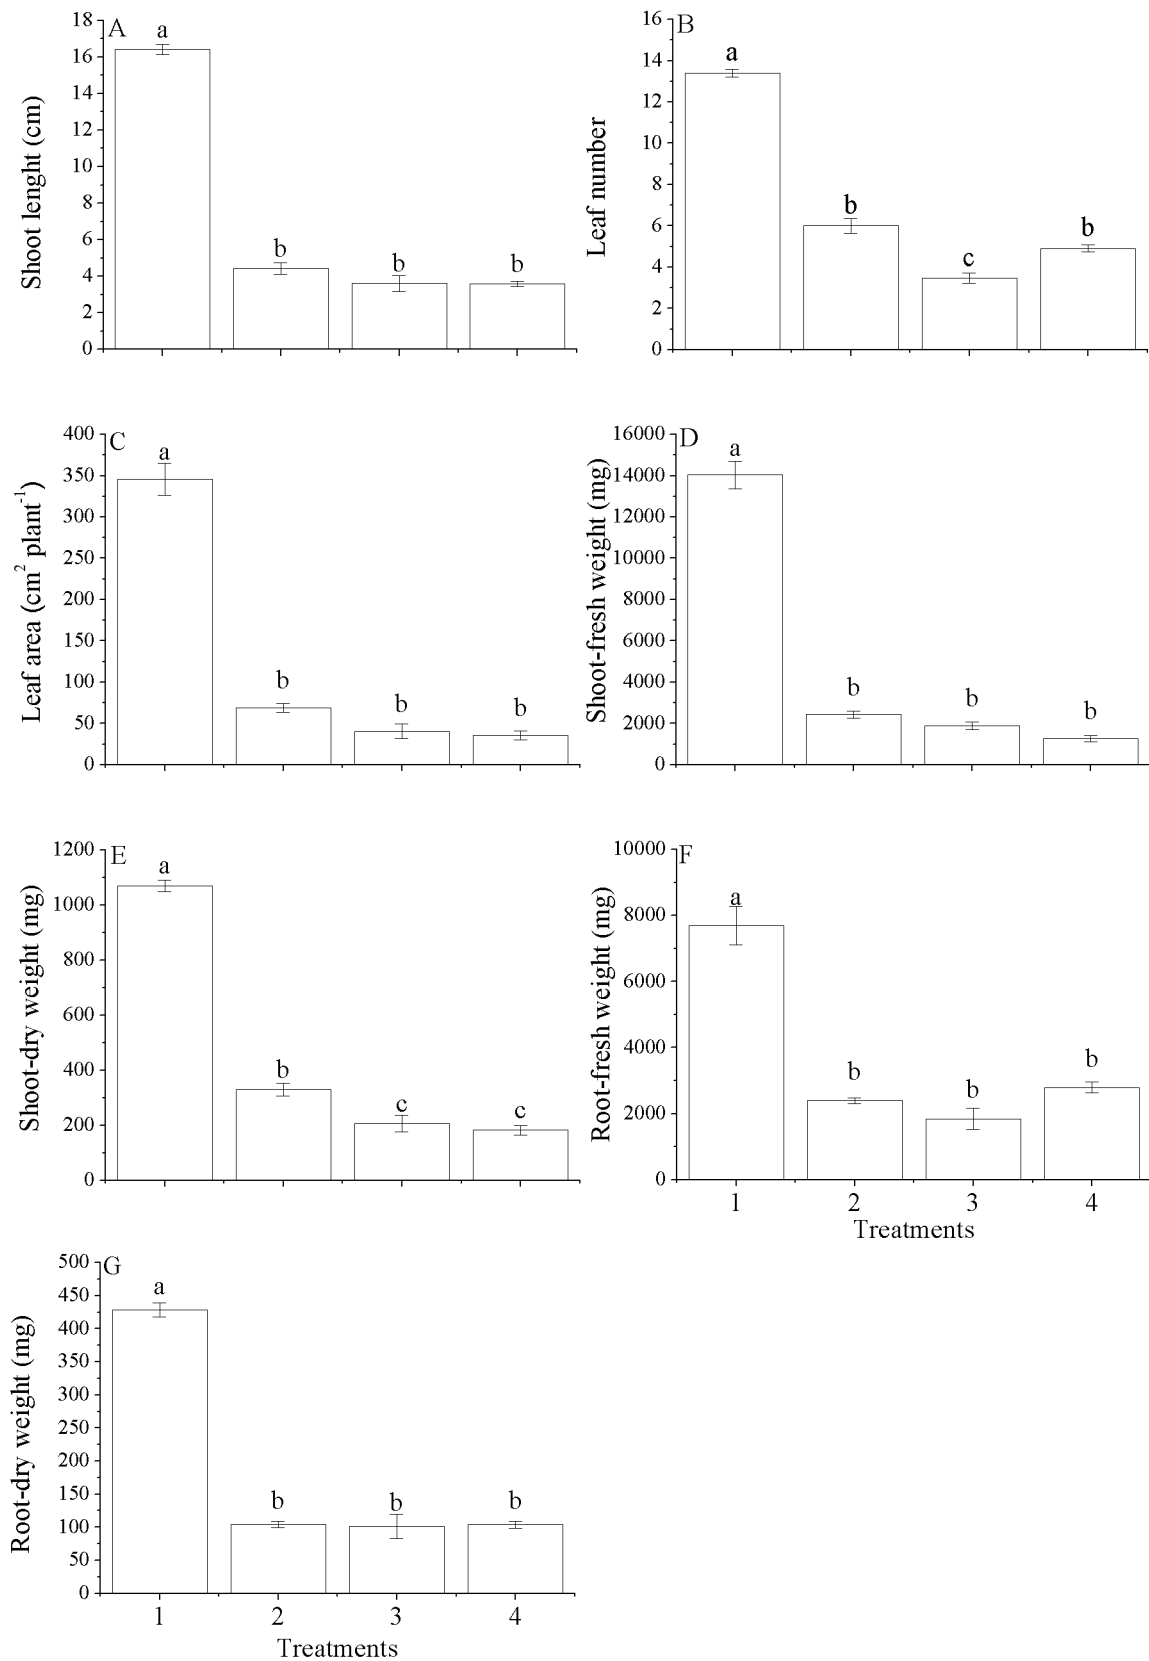 A
Shoot lenght (cm)
18
16
14
12
10
8
6
4
2
0
a
b
b
b
B
Leaf number
16
14
12
10
8
6
4
2
0
a
b
c
b
C
Leaf area (cm² plant⁻¹)
400
350
300
250
200
150
100
50
0
a
b
b
b
D
Shoot-fresh weight (mg)
16000
14000
12000
10000
8000
6000
4000
2000
0
a
b
b
b
E
Shoot-dry weight (mg)
1200
1000
800
600
400
200
0
a
b
c
c
F
Root-fresh weight (mg)
10000
8000
6000
4000
2000
0
a
b
b
b
1 2 3 4
Treatments
G
Root-dry weight (mg)
500
450
400
350
300
250
200
150
100
50
0
a
b
b
b
1 2 3 4
Treatments